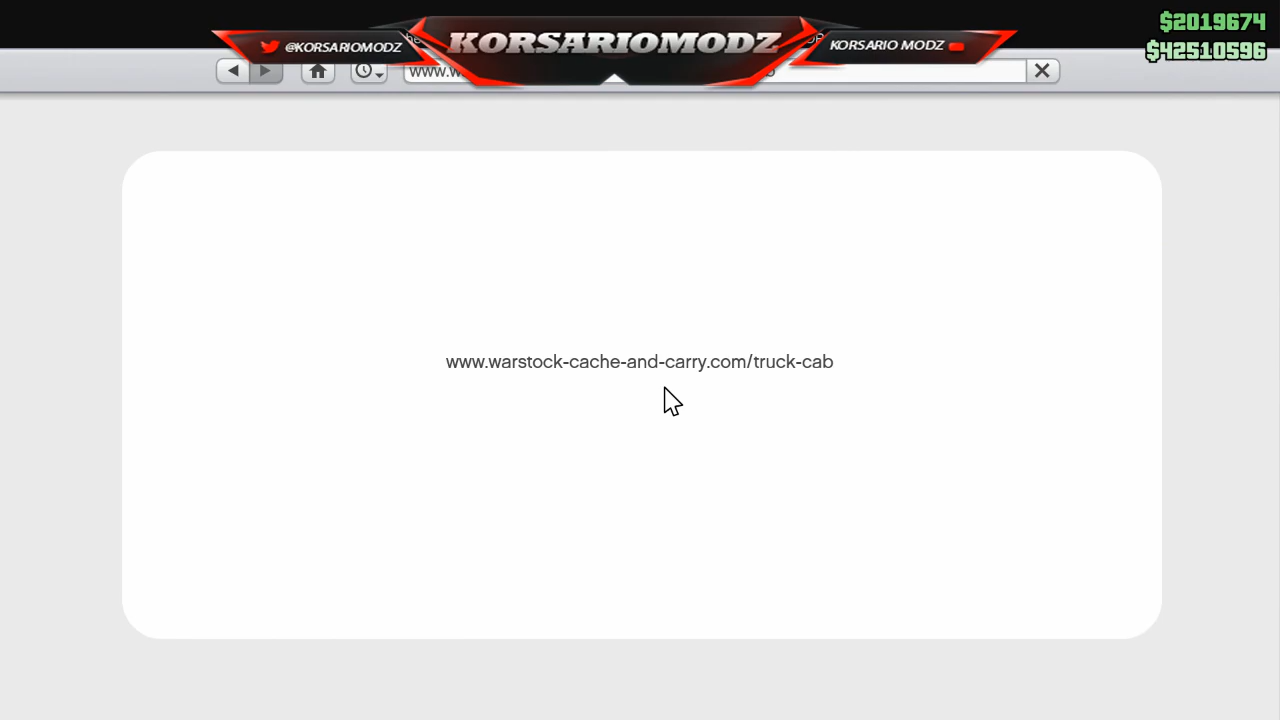 $2019674
@KORSARIOMODZ
KORSARIOMODZ
KORSARIO MODZ
$42510596
www.w
www.warstock-cache-and-carry.com/truck-cab